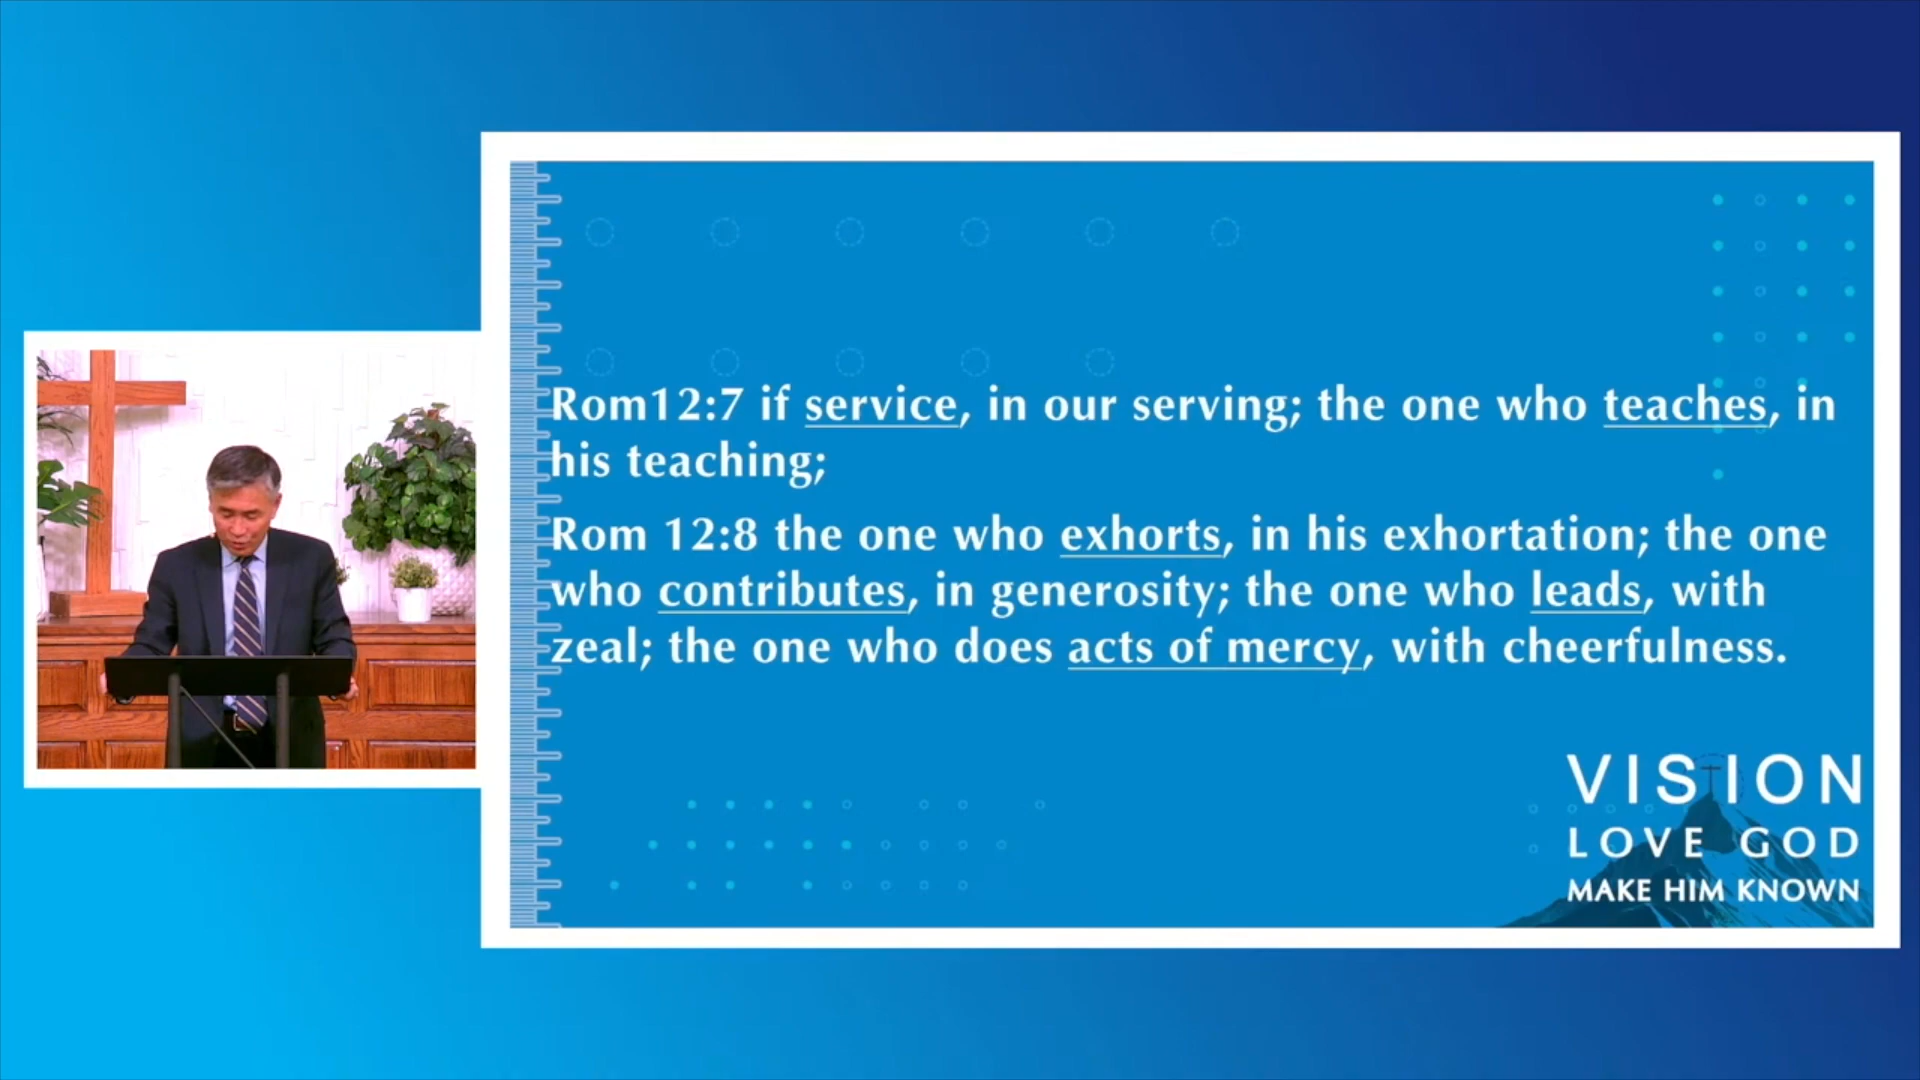 Rom12:7 if service, in our serving; the one who teaches, in
his teaching;
Rom 12:8 the one who exhorts, in his exhortation; the one
who contributes, in generosity; the one who leads, with
zeal; the one who does acts of mercy, with cheerfulness.
VISION
LOVE GOD
MAKE HIM KNOWN